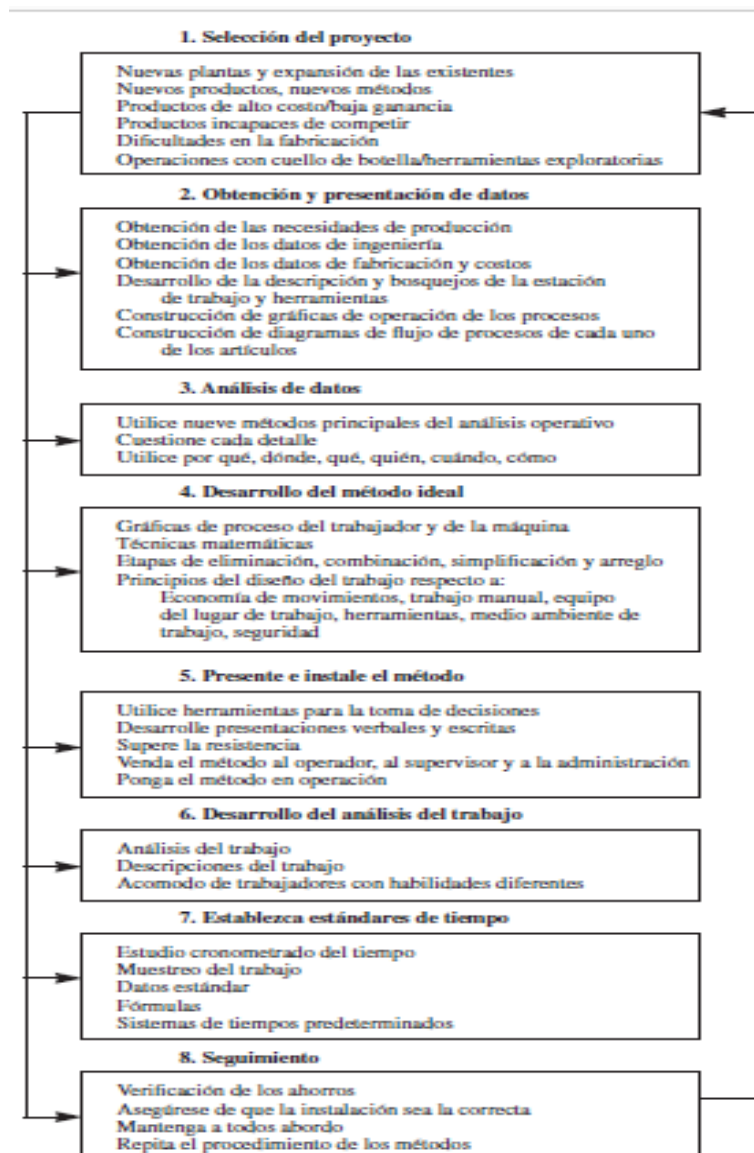 1. Selección del proyecto
Nuevas plantas y expansión de las existentes
Nuevos productos, nuevos métodos
Productos de alto costo/baja ganancia
Productos incapaces de competir
Dificultades en la fabricación
Operaciones con cuello de botella/herramientas exploratorias
2. Obtención y presentación de datos
Obtención de las necesidades de producción
Obtención de los datos de ingeniería
Obtención de los datos de fabricación y costos
Desarrollo de la descripción y bosquejos de la estación
de trabajo y herramientas
Construcción de gráficas de operación de los procesos
Construcción de diagramas de flujo de procesos de cada uno
de los artículos
3. Análisis de datos
Utilice nueve métodos principales del análisis operativo
Cuestione cada detalle
Utilice por qué, dónde, qué, quién, cuándo, cómo
4. Desarrollo del método ideal
Gráficas de proceso del trabajador y de la máquina
Técnicas matemáticas
Etapas de eliminación, combinación, simplificación y arreglo
Principios del diseño del trabajo respecto a:
Economía de movimientos, trabajo manual, equipo
del lugar de trabajo, herramientas, medio ambiente de
trabajo, seguridad
5. Presente e instale el método
Utilice herramientas para la toma de decisiones
Desarrolle presentaciones verbales y escritas
Supere la resistencia
Venda el método al operador, al supervisor y a la administración
Ponga el método en operación
6. Desarrollo del análisis del trabajo
Análisis del trabajo
Descripciones del trabajo
Acomodo de trabajadores con habilidades diferentes
7. Establezca estándares de tiempo
Estudio cronometrado del tiempo
Muestreo del trabajo
Datos estándar
Fórmulas
Sistemas de tiempos predeterminados
8. Seguimiento
Verificación de los ahorros
Asegúrese de que la instalación sea la correcta
Mantenga a todos abordo
Repita el procedimiento de los métodos